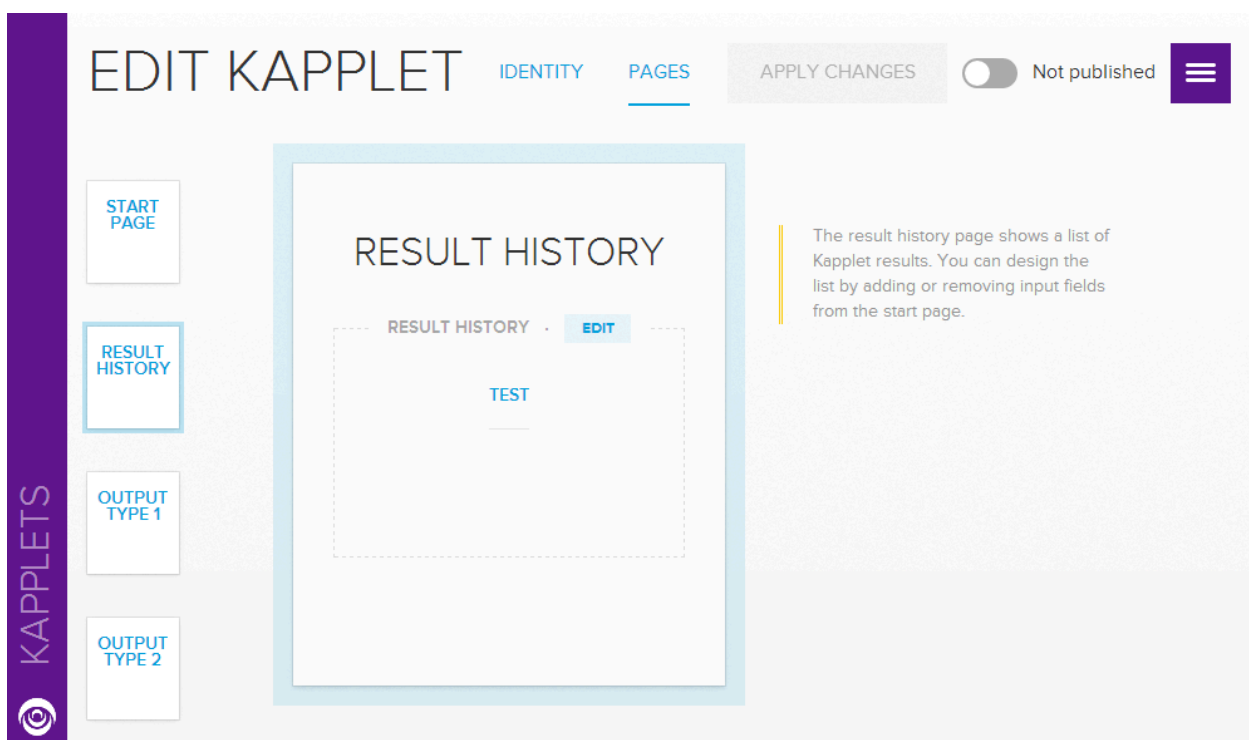 EDIT KAPPLET
IDENTITY
PAGES
APPLY CHANGES
Not published
START
PAGE
RESULT
HISTORY
OUTPUT
TYPE 1
OUTPUT
TYPE 2
RESULT HISTORY
RESULT HISTORY · EDIT
TEST
The result history page shows a list of
Kapplet results. You can design the
list by adding or removing input fields
from the start page.
KAPPLETS